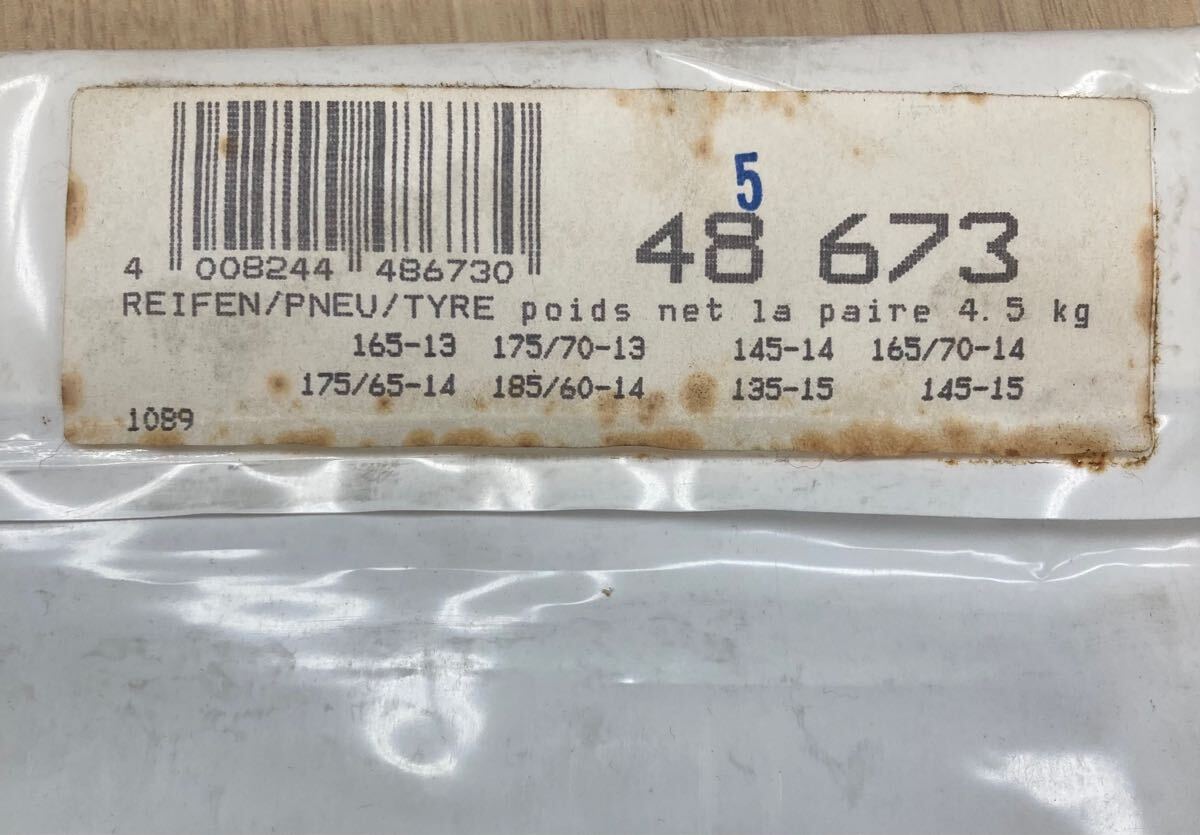 5
48 673
4 008244 486730
REIFEN/PNEU/TYRE poids net la paire 4.5 kg
165-13 175/70-13 145-14 165/70-14
175/65-14 185/60-14 135-15 145-15
1089